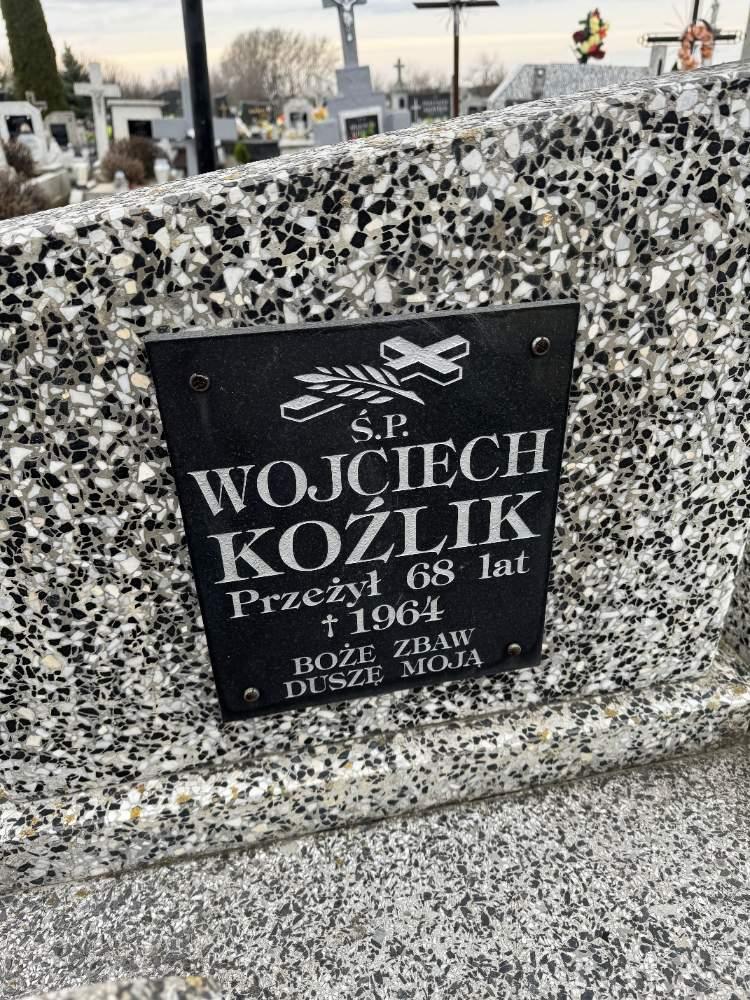 Ś.P.
WOJCIECH
KOŹLIK
Przeżył 68 lat
† 1964
BOŻE ZBAW
DUSZĘ MOJĄ